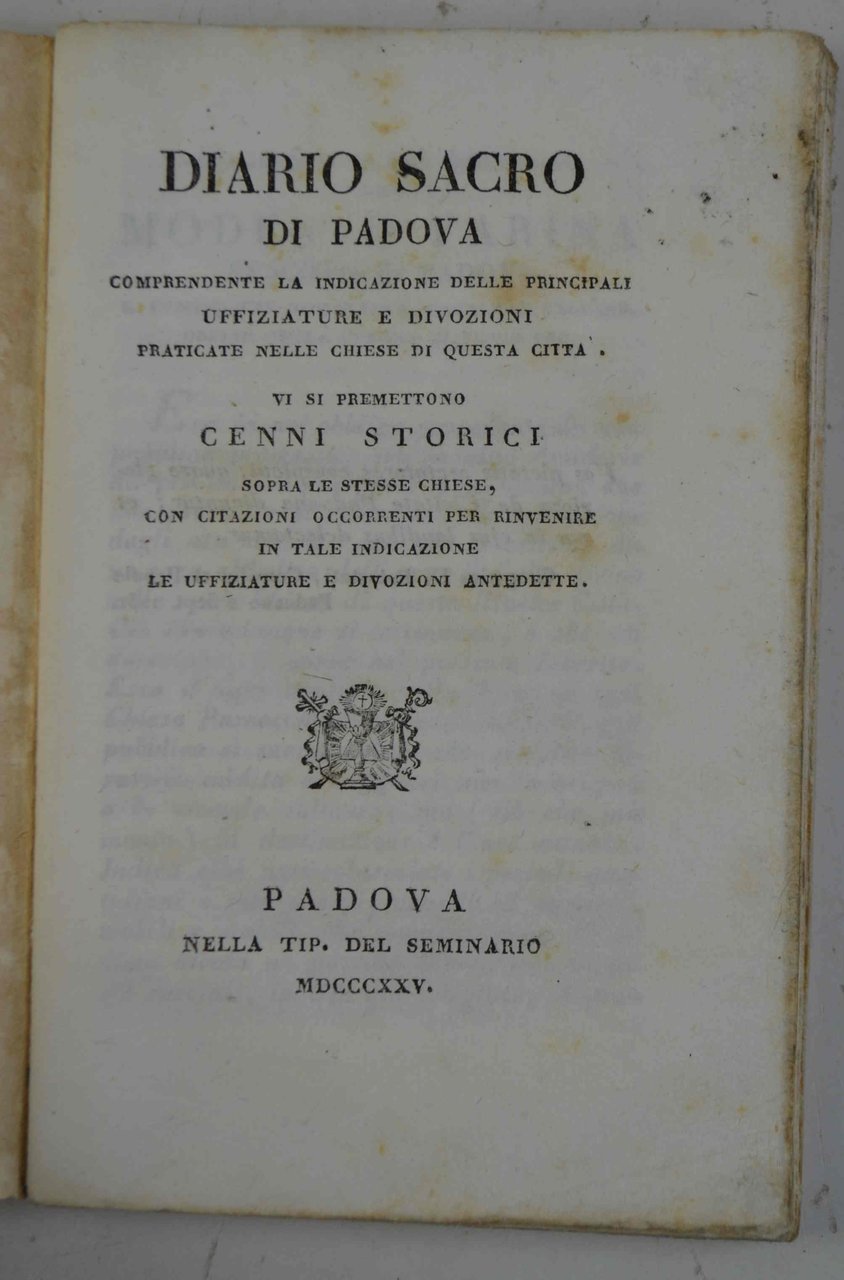 DIARIO SACRO
DI PADOVA
COMPRENDENTE LA INDICAZIONE DELLE PRINCIPALI
UFFIZIATURE E DIVOZIONI
PRATICATE NELLE CHIESE DI QUESTA CITTA`.
VI SI PREMETTONO
CENNI STORICI
SOPRA LE STESSE CHIESE,
CON CITAZIONI OCCORRENTI PER RINVENIRE
IN TALE INDICAZIONE
LE UFFIZIATURE E DIVOZIONI ANTEDETTE.
PADOVA
NELLA TIP. DEL SEMINARIO
MDCCCXXV.